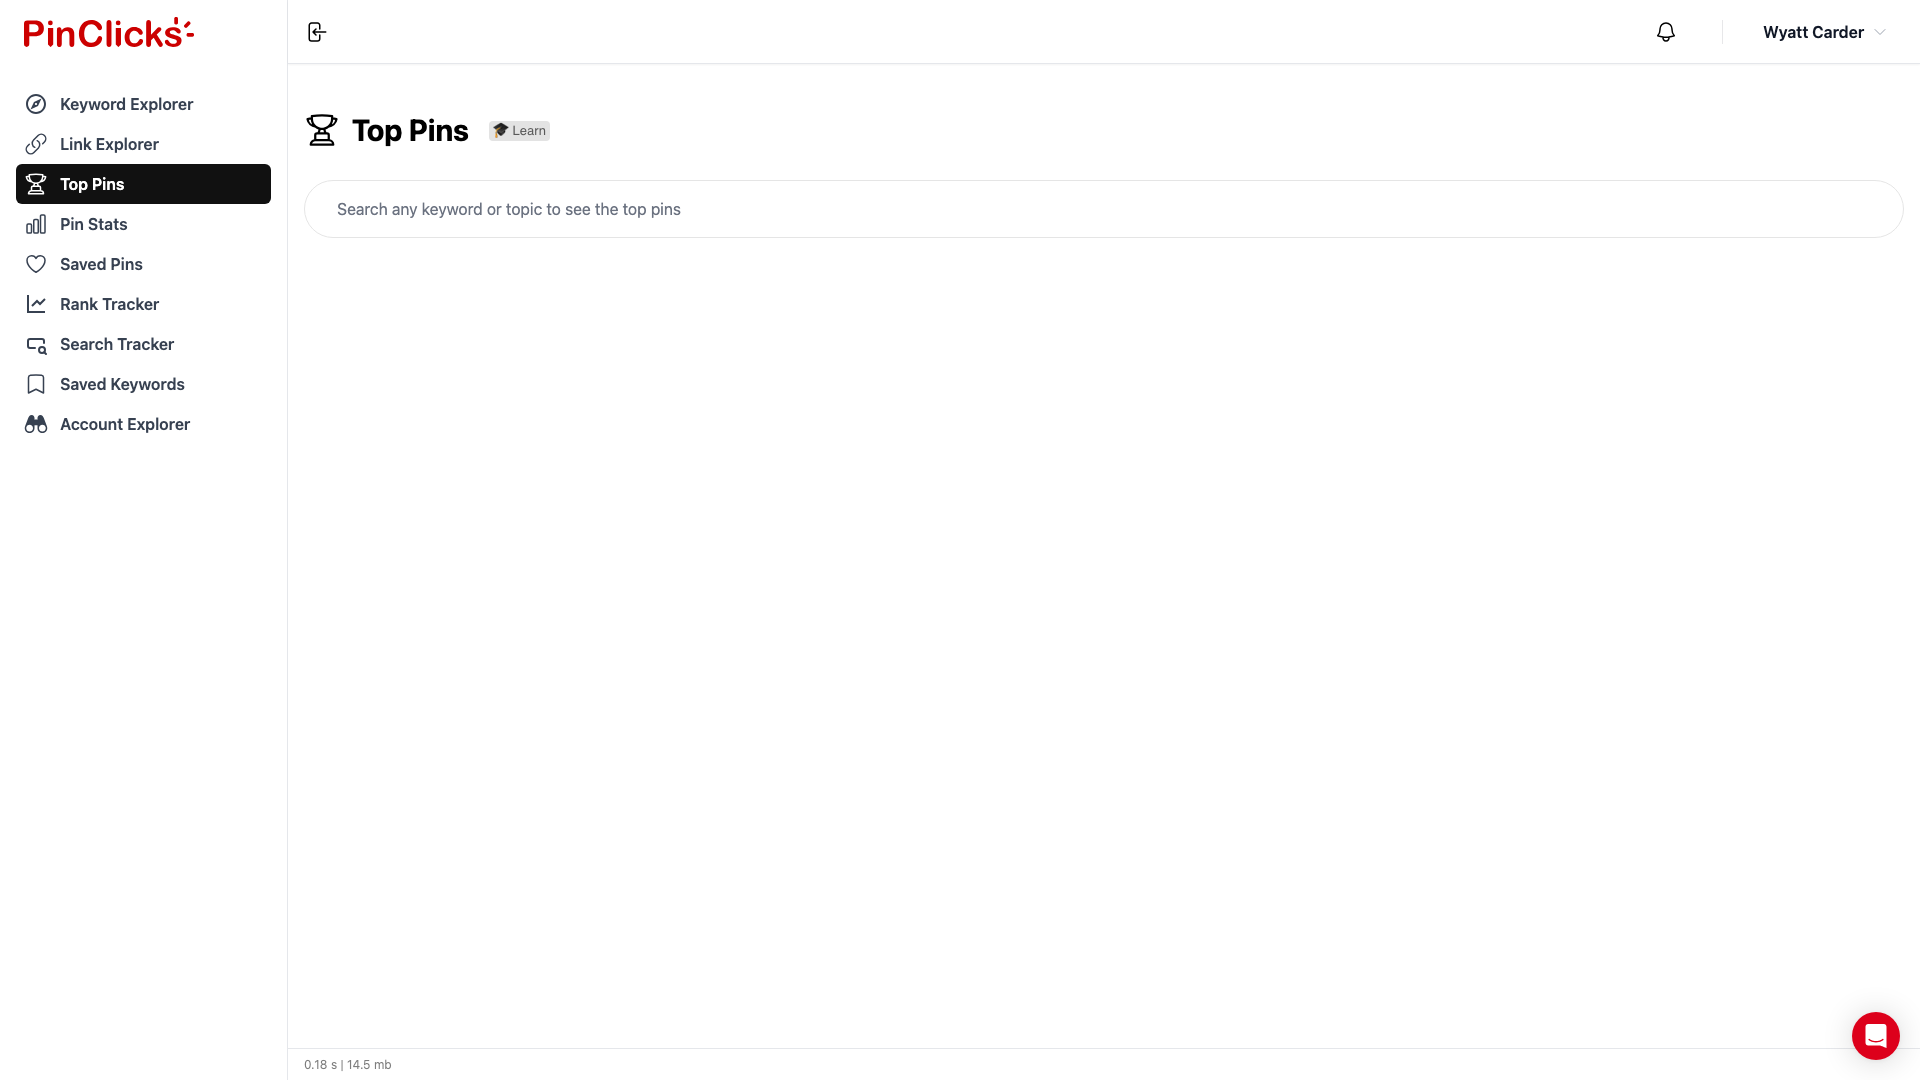 PinClicks
Wyatt Carder
Keyword Explorer
Link Explorer
Top Pins
Pin Stats
Saved Pins
Rank Tracker
Search Tracker
Saved Keywords
Account Explorer
Top Pins
🎓 Learn
Search any keyword or topic to see the top pins
0.18 s | 14.5 mb